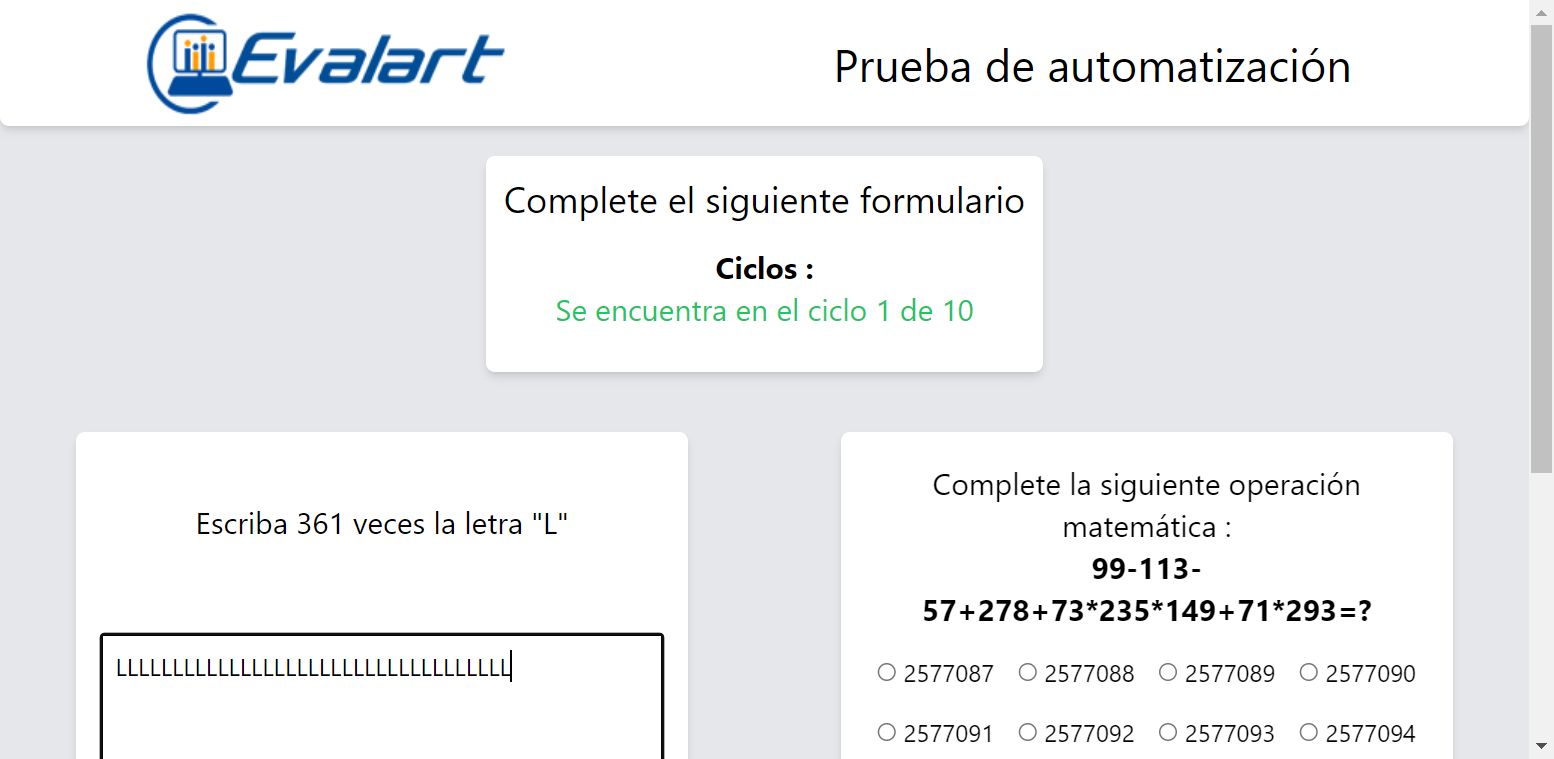 Evalart
Prueba de automatización
Complete el siguiente formulario
Ciclos :
Se encuentra en el ciclo 1 de 10
Escriba 361 veces la letra "L"
LLLLLLLLLLLLLLLLLLLLLLLLLLLLLLLLLLL
Complete la siguiente operación
matemática :
99-113-
57+278+73*235*149+71*293=?
2577087 2577088 2577089 2577090
2577091 2577092 2577093 2577094